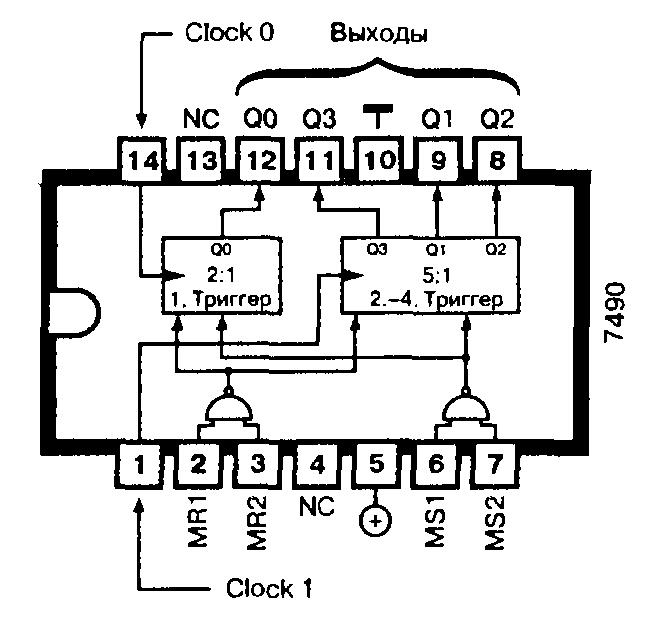 Clock 0
Выходы
NC Q0 Q3 Q1 Q2
14 13 12 11 10 9 8
Q0 Q3 Q1 Q2
2:1 5:1
1. Триггер 2.–4. Триггер
7490
1 2 3 4 5 6 7
MR1 MR2 NC + MS1 MS2
Clock 1